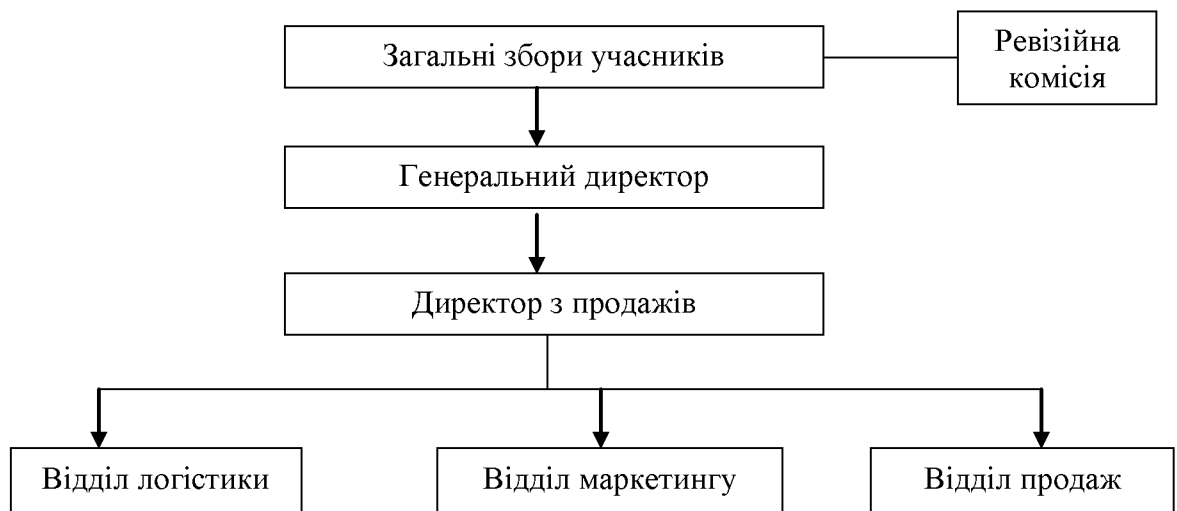 Загальні збори учасників
Ревізійна
комісія
Генеральний директор
Директор з продажів
Відділ логістики
Відділ маркетингу
Відділ продаж